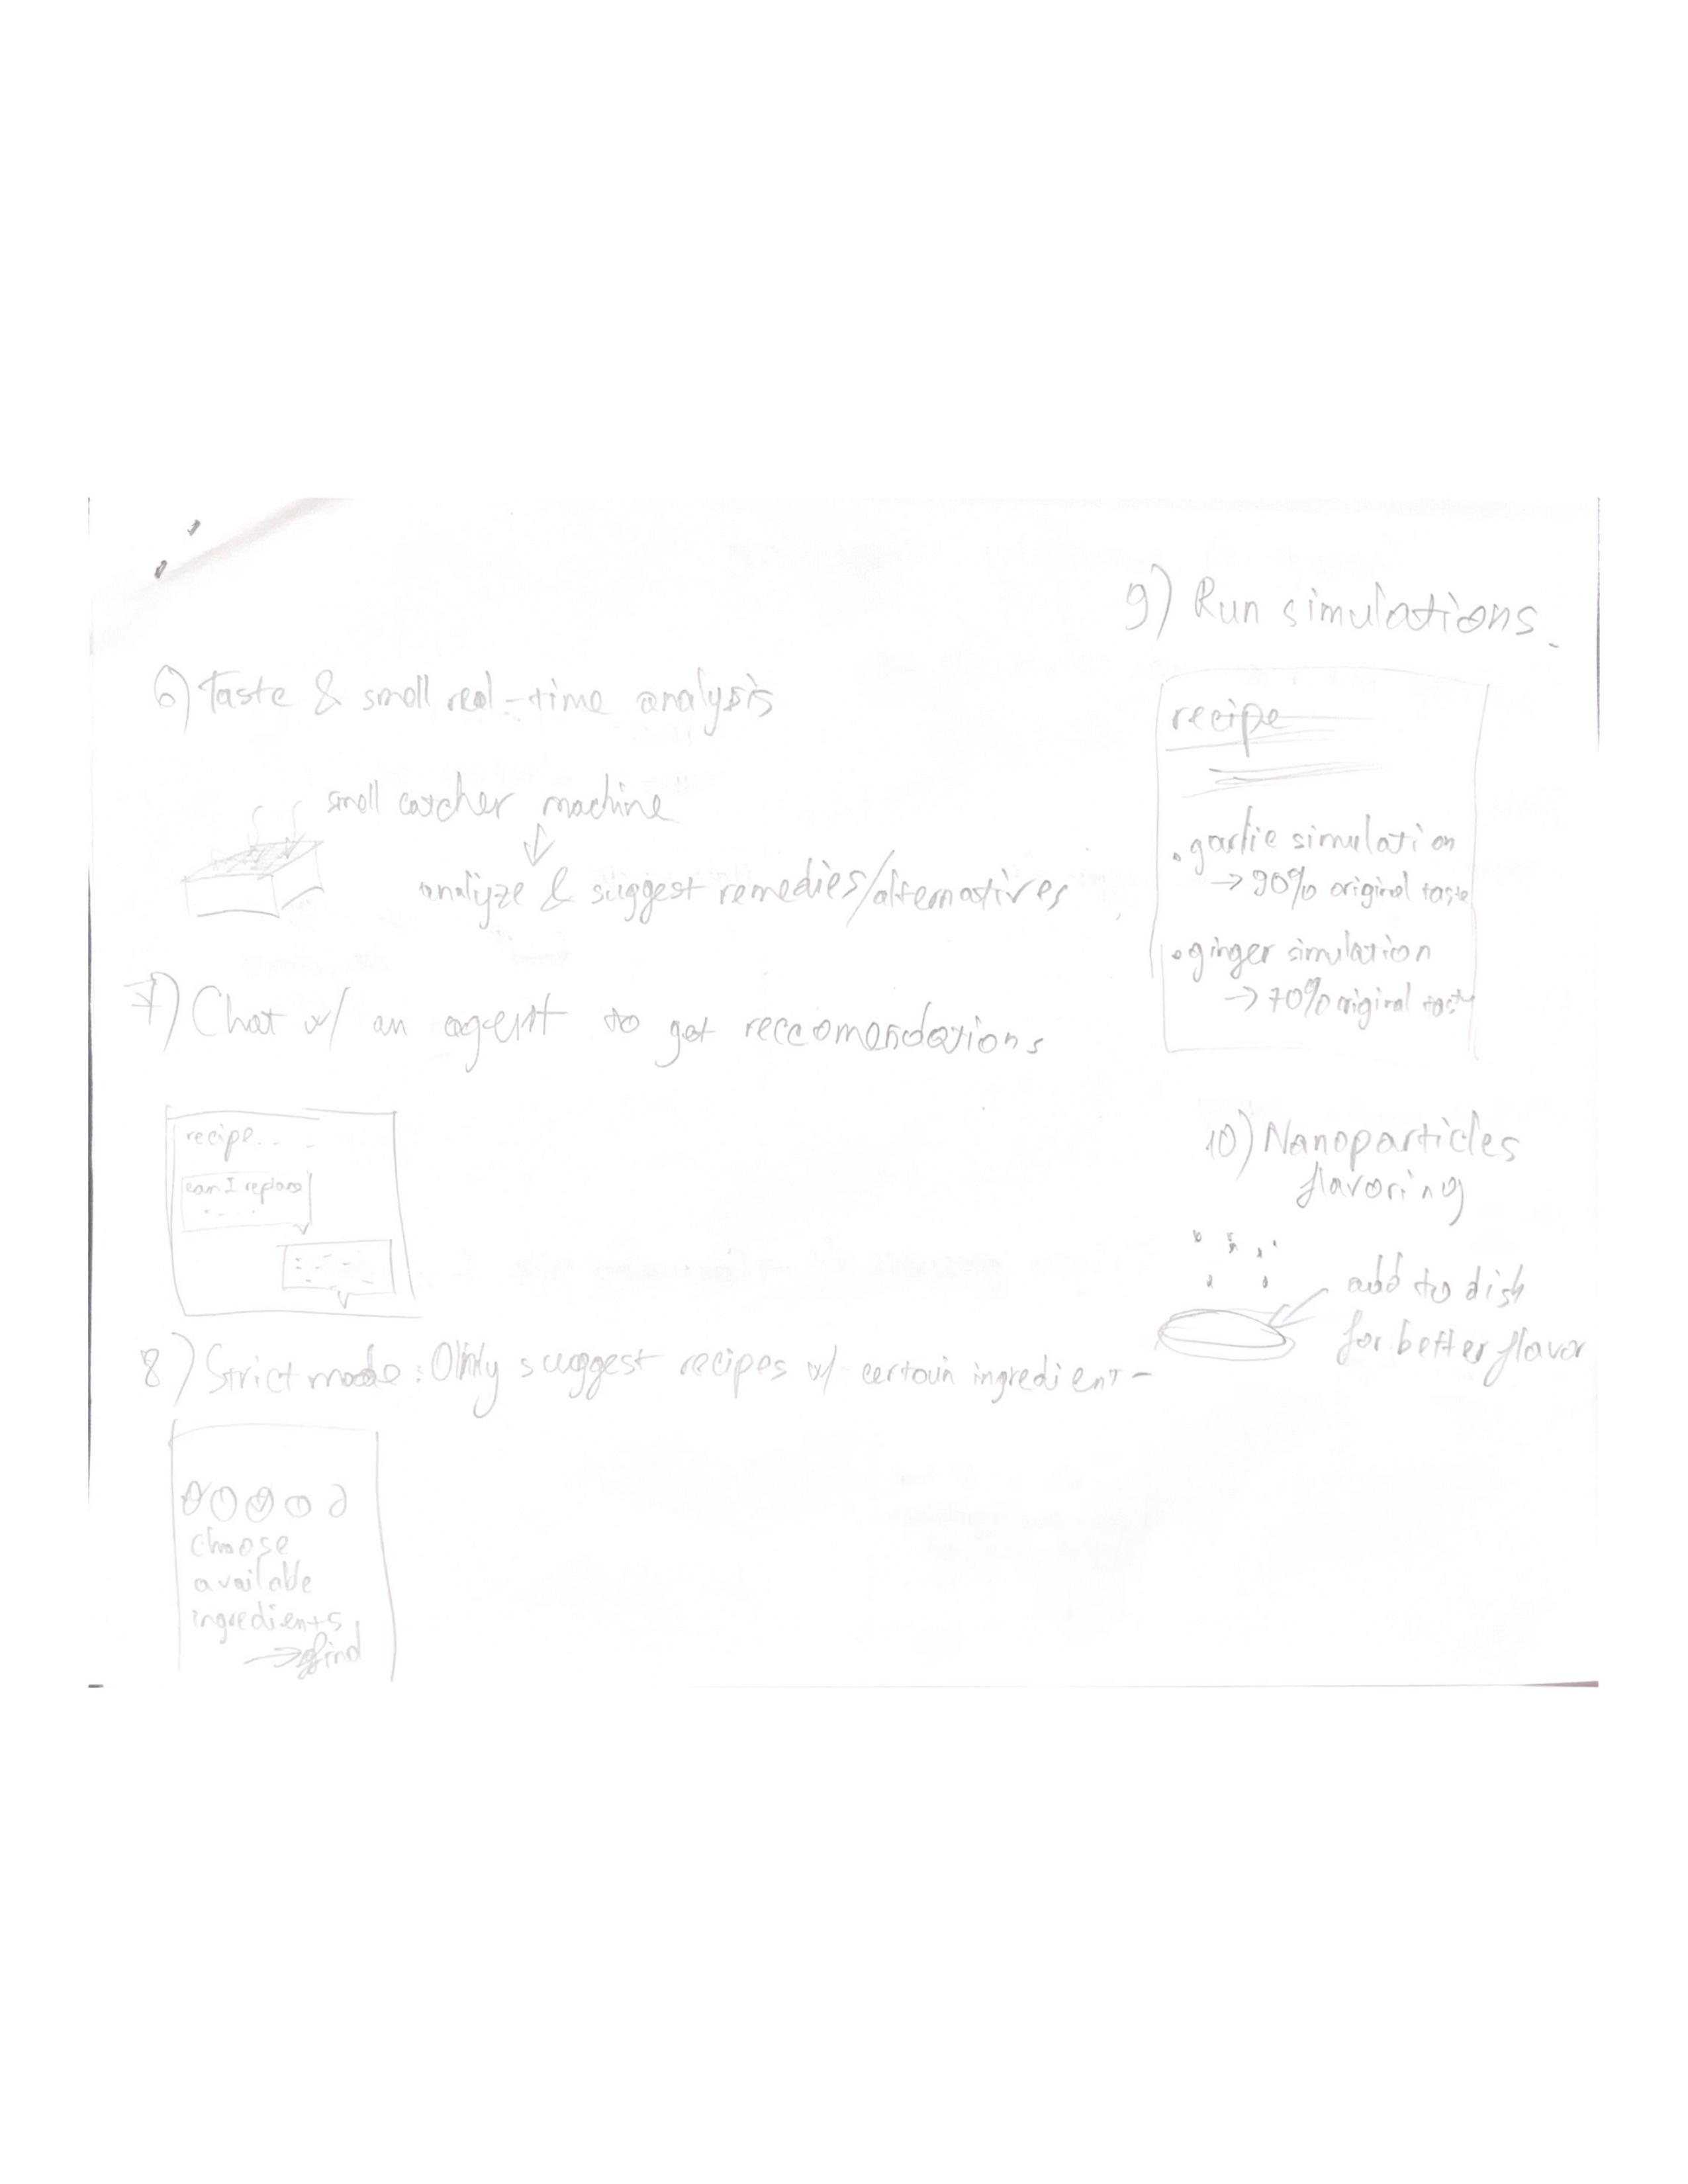 6) Taste & smell real-time analysis
smell catcher machine
analyze & suggest remedies/alternatives
7) Chat w/ an agent to get reccomendations
recipe...
can I replace
....
8) Strict mode: Only suggest recipes w/ certain ingredient-
choose
available
ingredients
→ find
9) Run simulations
recipe
• garlic simulation
→ 90% original taste
• ginger simulation
→ 70% original taste
10) Nanoparticles
flavoring
add to dish
for better flavor